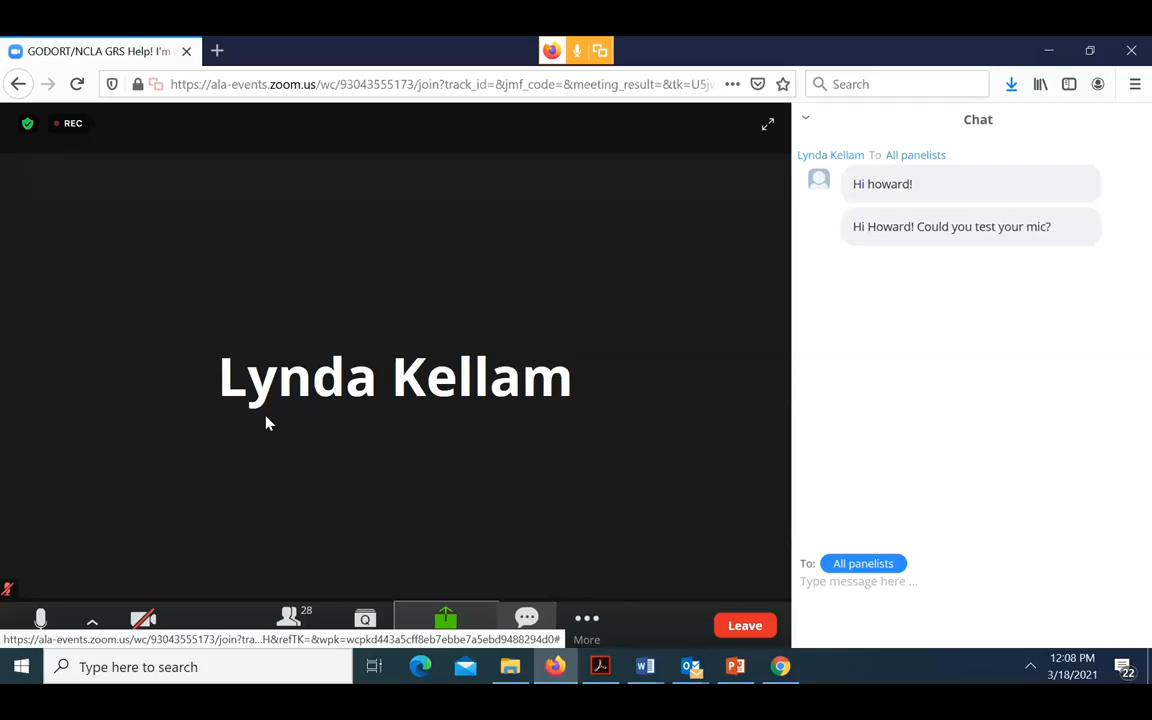 GODORT/NCLA GRS Help! I'm
https://ala-events.zoom.us/wc/93043555173/join?track_id=&jmf_code=&meeting_result=&tk=U5
Search
REC
Chat
Lynda Kellam To All panelists
Hi howard!
Hi Howard! Could you test your mic?
Lynda Kellam
To: All panelists
Type message here ...
28
Q
More
Leave
https://ala-events.zoom.us/wc/93043555173/join?tra...H&refTK=&wpk=wcpkd443a5cff8eb7ebbe7a5ebd9488294d0#
Type here to search
12:08 PM
3/18/2021
22